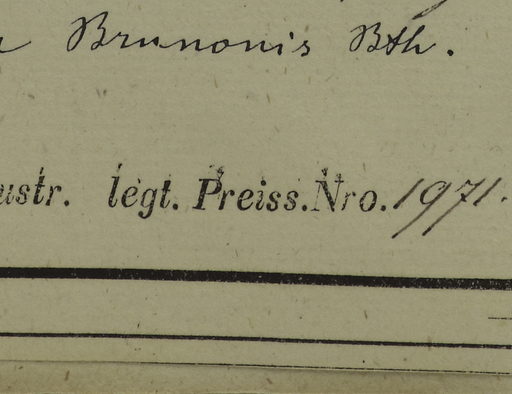 Brunonis Bth.
ustr. legt. Preiss. Nro. 1971.